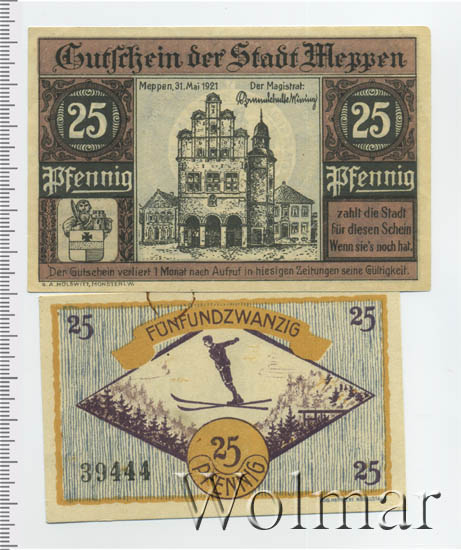 Gutschein der Stadt Meppen
Meppen, 31. Mai 1921
Der Magistrat:
25
25
Pfennig
Pfennig
zahlt die Stadt
für diesen Schein
Wenn sie's noch hat.
Der Gutschein verliert 1 Monat nach Aufruf in hiesigen Zeitungen seine Gültigkeit.
FÜNFUNDZWANZIG
25
25
25
PFENNIG
39444
25
Wolmar